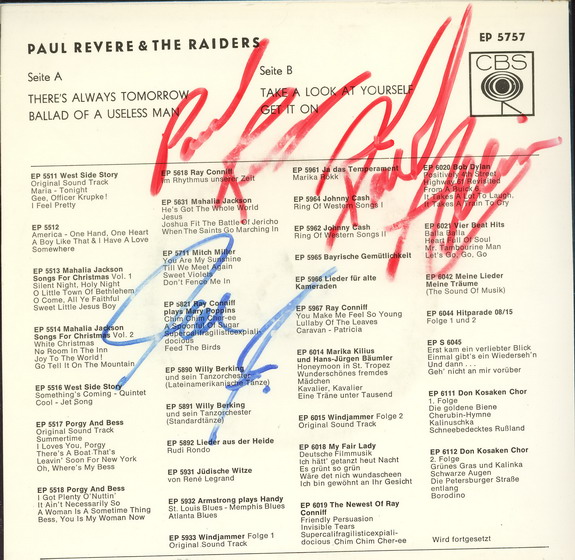 PAUL REVERE & THE RAIDERS
EP 5757
CBS
Seite A
THERE'S ALWAYS TOMORROW
BALLAD OF A USELESS MAN
Seite B
TAKE A LOOK AT YOURSELF
GET IT ON
EP 5511 West Side Story
Original Sound Track
Maria - Tonight
Gee, Officer Krupke!
I Feel Pretty
EP 5512
America - One Hand, One Heart
A Boy Like That & I Have A Love
Somewhere
EP 5513 Mahalia Jackson
Songs For Christmas Vol. 1
Silent Night, Holy Night
O Little Town Of Bethlehem
O Come, All Ye Faithful
Sweet Little Jesus Boy
EP 5514 Mahalia Jackson
Songs For Christmas Vol. 2
White Christmas
No Room In The Inn
Joy To The World!
Go Tell It On The Mountain
EP 5516 West Side Story
Something's Coming - Quintet
Cool - Jet Song
EP 5517 Porgy And Bess
Original Sound Track
Summertime
I Loves You, Porgy
There's A Boat That's
Leavin' Soon For New York
Oh, Where's My Bess
EP 5518 Porgy And Bess
I Got Plenty O'Nuttin'
It Ain't Necessarily So
A Woman Is A Sometime Thing
Bess, You Is My Woman Now
EP 5618 Ray Conniff
Im Rhythmus unserer Zeit
EP 5631 Mahalia Jackson
He's Got The Whole World
Jesus
Joshua Fit The Battle Of Jericho
When The Saints Go Marching In
EP 5711 Mitch Miller
You Are My Sunshine
Till We Meet Again
Sweet Violets
Don't Fence Me In
EP 5821 Ray Conniff
plays Mary Poppins
Chim Chim Cher-ee
A Spoonful Of Sugar
Supercalifragilisticexpiali-
docious
Feed The Birds
EP 5890 Willy Berking
und sein Tanzorchester
(Lateinamerikanische Tänze)
EP 5891 Willy Berking
und sein Tanzorchester
(Standardtänze)
EP 5892 Lieder aus der Heide
Rudi Rondo
EP 5931 Jüdische Witze
von René Legrand
EP 5932 Armstrong plays Handy
St. Louis Blues - Memphis Blues
Atlanta Blues
EP 5933 Windjammer Folge 1
Original Sound Track
EP 5961 Ja das Temperament
Marika Rökk
EP 5964 Johnny Cash
Ring Of Western Songs I
EP 5962 Johnny Cash
Ring Of Western Songs II
EP 5965 Bayrische Gemütlichkeit
EP 5966 Lieder für alte
Kameraden
EP 5967 Ray Conniff
You Make Me Feel So Young
Lullaby Of The Leaves
Caravan - Patricia
EP 6014 Marika Kilius
und Hans-Jürgen Bäumler
Honeymoon in St. Tropez
Wunderschönes fremdes
Mädchen
Kavalier, Kavalier
Eine Träne unter Tausend
EP 6015 Windjammer Folge 2
Original Sound Track
EP 6018 My Fair Lady
Deutsche Filmmusik
Ich hätt' getanzt heut Nacht
Es grünt so grün
Wäre det nich wundascheen
Ich bin gewöhnt an Ihr Gesicht
EP 6019 The Newest Of Ray
Conniff
Friendly Persuasion
Invisible Tears
Supercalifragilisticexpiali-
docious Chim Chim Cher-ee
EP 6020 Bob Dylan
Positively 4th Street
Highway 61 Revisited
From A Buick 6
It Takes A Lot To Laugh,
It Takes A Train To Cry
EP 6021 Vier Beat Hits
Balla Balla
Heart Full Of Soul
Mr. Tambourine Man
Let's Go, Go, Go
EP 6042 Meine Lieder
Meine Träume
(The Sound Of Music)
EP 6044 Hitparade 08/15
Folge 1 und 2
EP S 6045
Erst kam ein verliebter Blick
Einmal gibt's ein Wiederseh'n
Und dann . . .
Geh' nicht an mir vorüber
EP 6111 Don Kosaken Chor
1. Folge
Die goldene Biene
Cherubin-Hymne
Kalinuschka
Schneebedecktes Rußland
EP 6112 Don Kosaken Chor
2. Folge
Grünes Gras und Kalinka
Schwarze Augen
Die Petersburger Straße
entlang
Borodino
Wird fortgesetzt
Paul